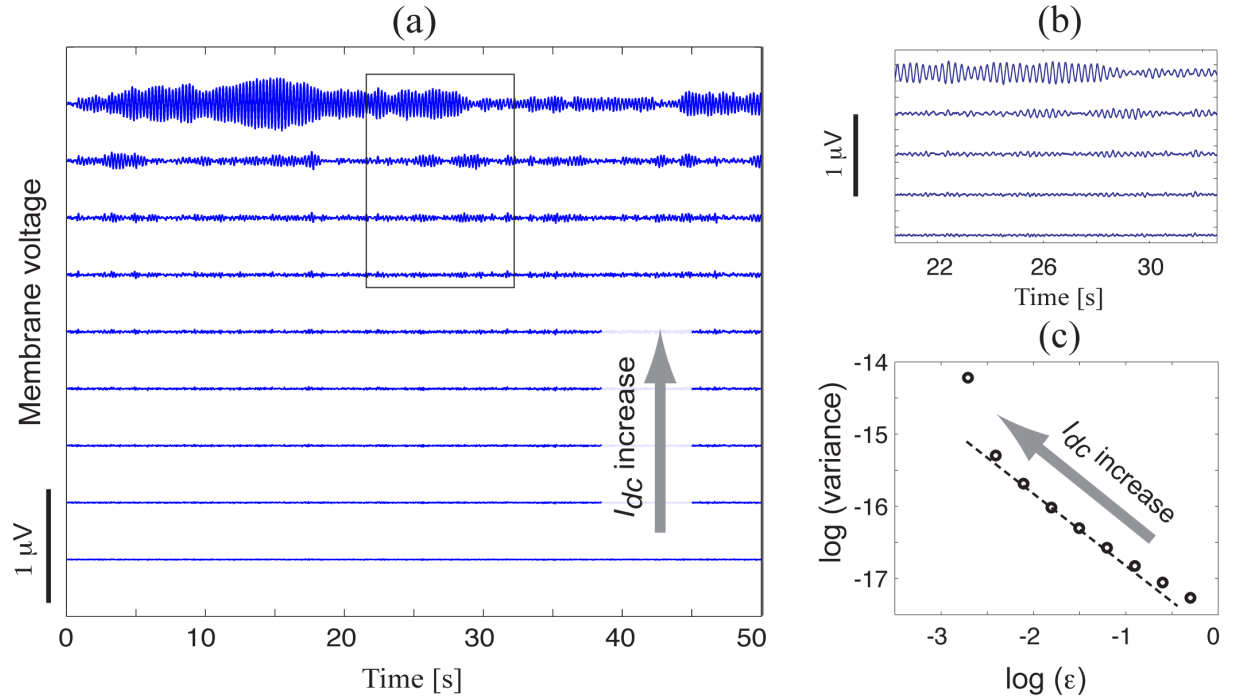 (a)
Membrane voltage
1 μV
I_dc increase
0 10 20 30 40 50
Time [s]
(b)
1 μV
22 26 30
Time [s]
(c)
-14
-15
-16
-17
log (variance)
I_dc increase
-3 -2 -1 0
log (ε)